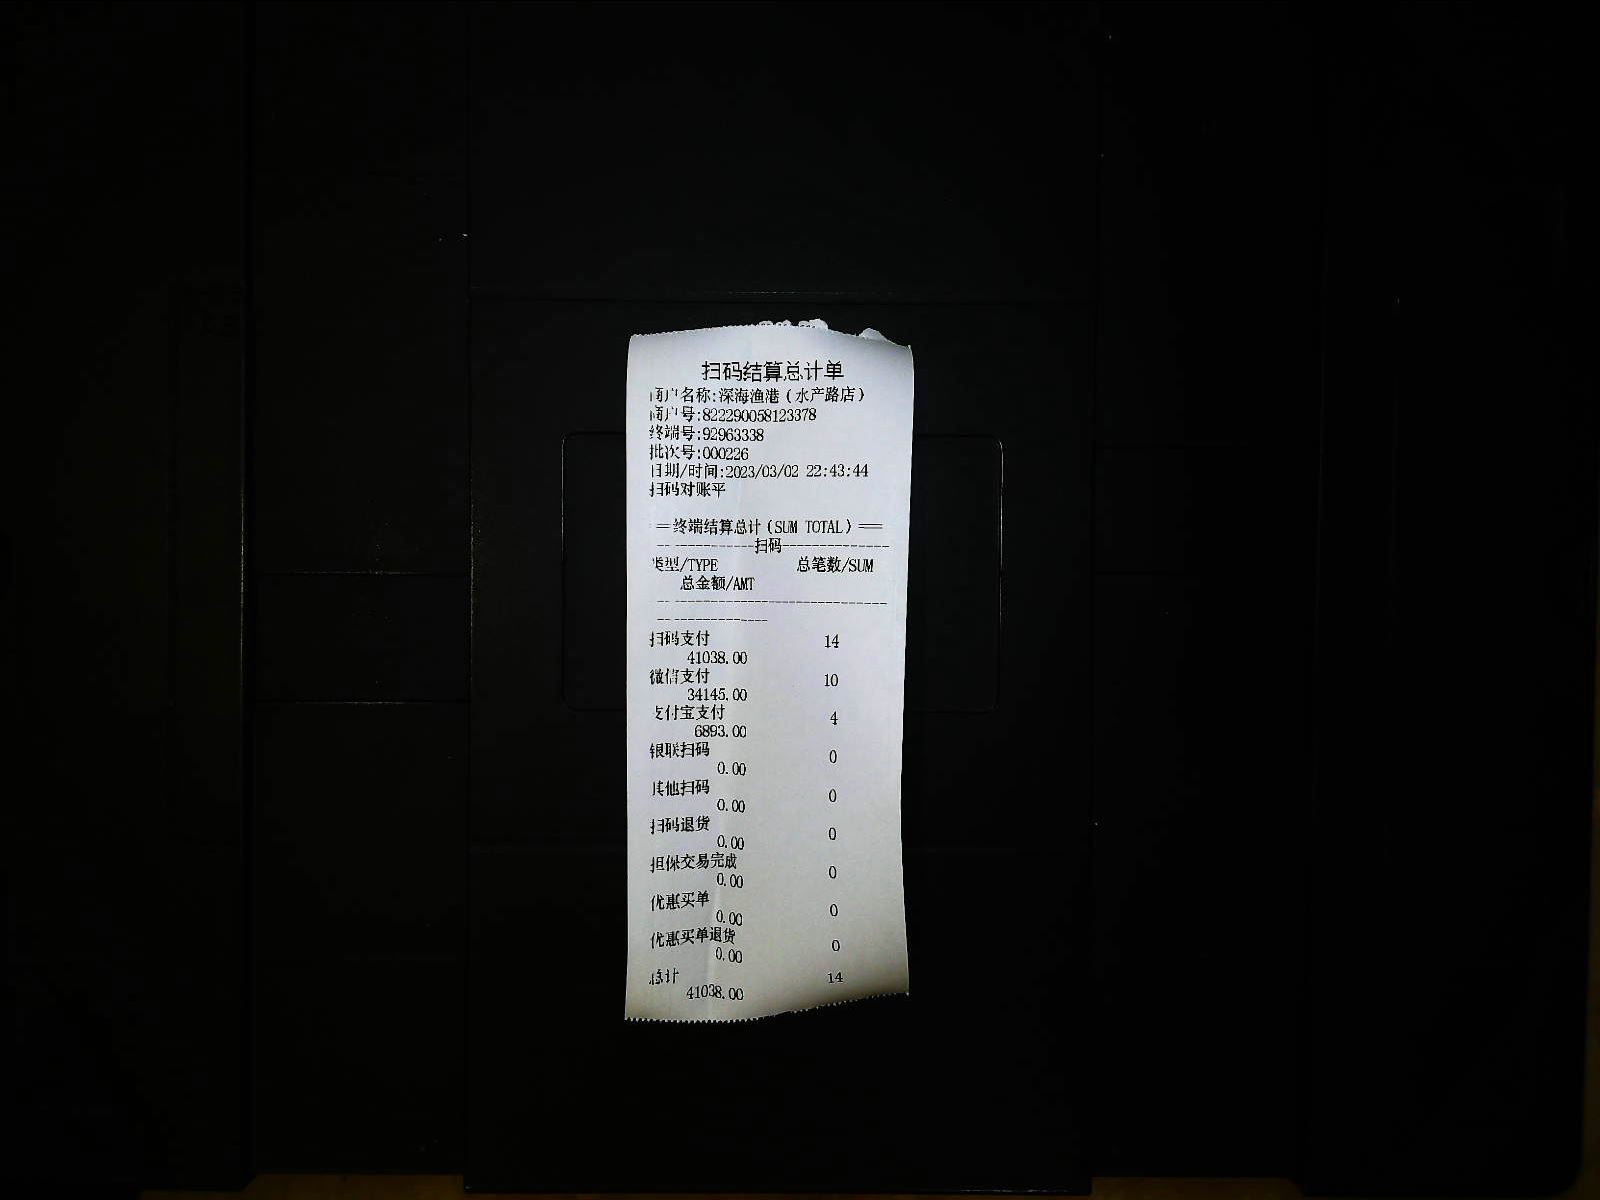 扫码结算总计单
商户名称:深海渔港(水产路店)
商户号:822290058123378
终端号:92963338
批次号:000226
日期/时间:2023/03/02 22:43:44
扫码对账平
==终端结算总计(SUM TOTAL)==
---------------扫码---------------
类型/TYPE 总笔数/SUM
总金额/AMT
扫码支付 14
41038.00
微信支付 10
34145.00
支付宝支付 4
6893.00
银联扫码 0
0.00
其他扫码 0
0.00
扫码退货 0
0.00
担保交易完成 0
0.00
优惠买单 0
0.00
优惠买单退货 0
0.00
总计 14
41038.00